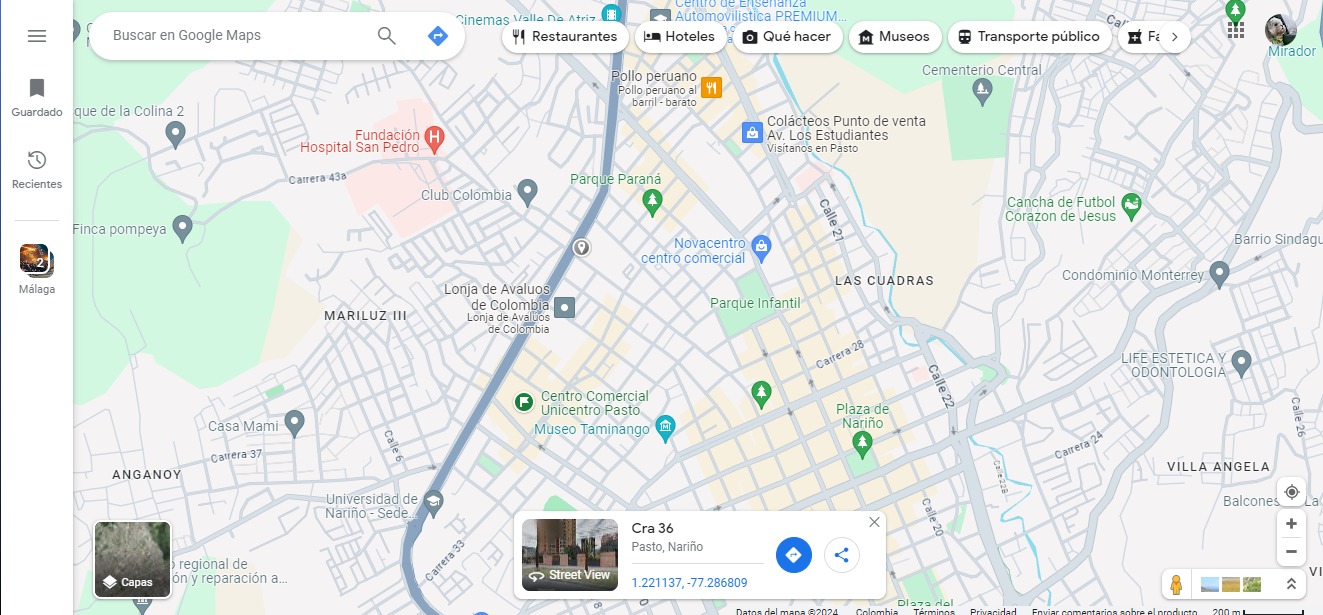 Buscar en Google Maps
Restaurantes
Hoteles
Qué hacer
Museos
Transporte público
Fa
Guardado
Recientes
2
Málaga
Cinemas Valle De Atriz
Centro de Enseñanza
Automovilística PREMIUM...
Mirador
Cementerio Central
Pollo peruano
Pollo peruano al
barril - barato
Colácteos Punto de venta
Av. Los Estudiantes
Visítanos en Pasto
que de la Colina 2
Fundación
Hospital San Pedro
Carrera 43a
Club Colombia
Parque Paraná
Calle 21
Cancha de Futbol
Corazon de Jesus
Finca pompeya
Novacentro
centro comercial
Barrio Sindagu
Condominio Monterrey
LAS CUADRAS
Lonja de Avaluos
de Colombia
Lonja de Avaluos
de Colombia
Parque Infantil
MARILUZ III
Carrera 28
LIFE ESTETICA Y
ODONTOLOGIA
Calle 22
Centro Comercial
Unicentro Pasto
Museo Taminango
Plaza de
Nariño
Calle 26
Casa Mami
Calle 6
Carrera 37
Carrera 24
ANGANOY
VILLA ANGELA
Calle 22B
Universidad de
Nariño - Sede...
Balcones
La
Calle 20
Carrera 33
Capas
o regional de
ón y reparación a...
Street View
Cra 36
Pasto, Nariño
1.221137, -77.286809
VI
Plaza del
Datos del mapa ©2024
Colombia
Términos
Privacidad
Enviar comentarios sobre el producto
200 m